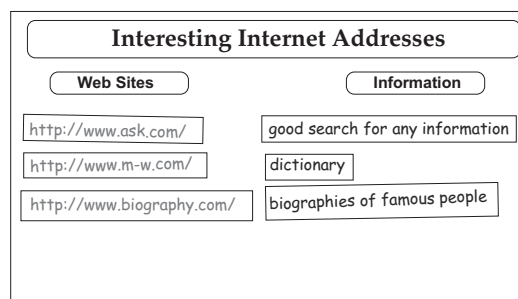 Interesting Internet Addresses
Web Sites Information
http://www.ask.com/ good search for any information
http://www.m-w.com/ dictionary
http://www.biography.com/ biographies of famous people